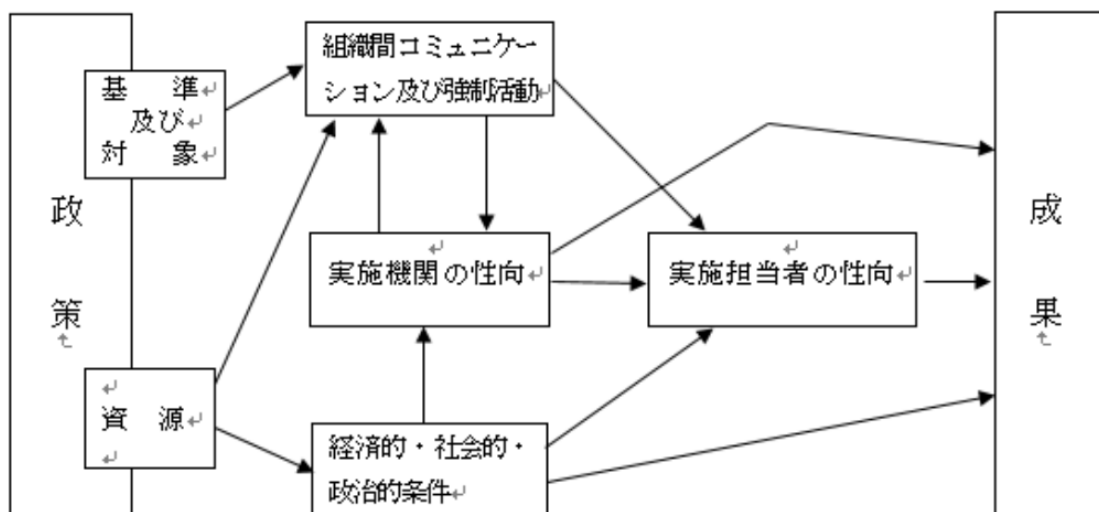 政
策
基　準
及び
対　象
資　源
組織間コミュニケー
ション及び強制活動
実施機関の性向
経済的・社会的・
政治的条件
実施担当者の性向
成
果